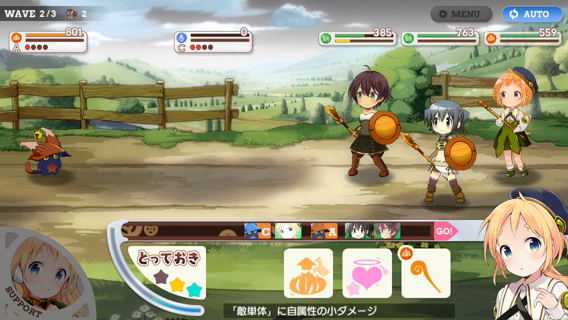 WAVE 2/3 2
MENU
AUTO
801
A
0
C
385
763
559
C
A
GO!
とっておき
SUPPORT
「敵単体」に自属性の小ダメージ